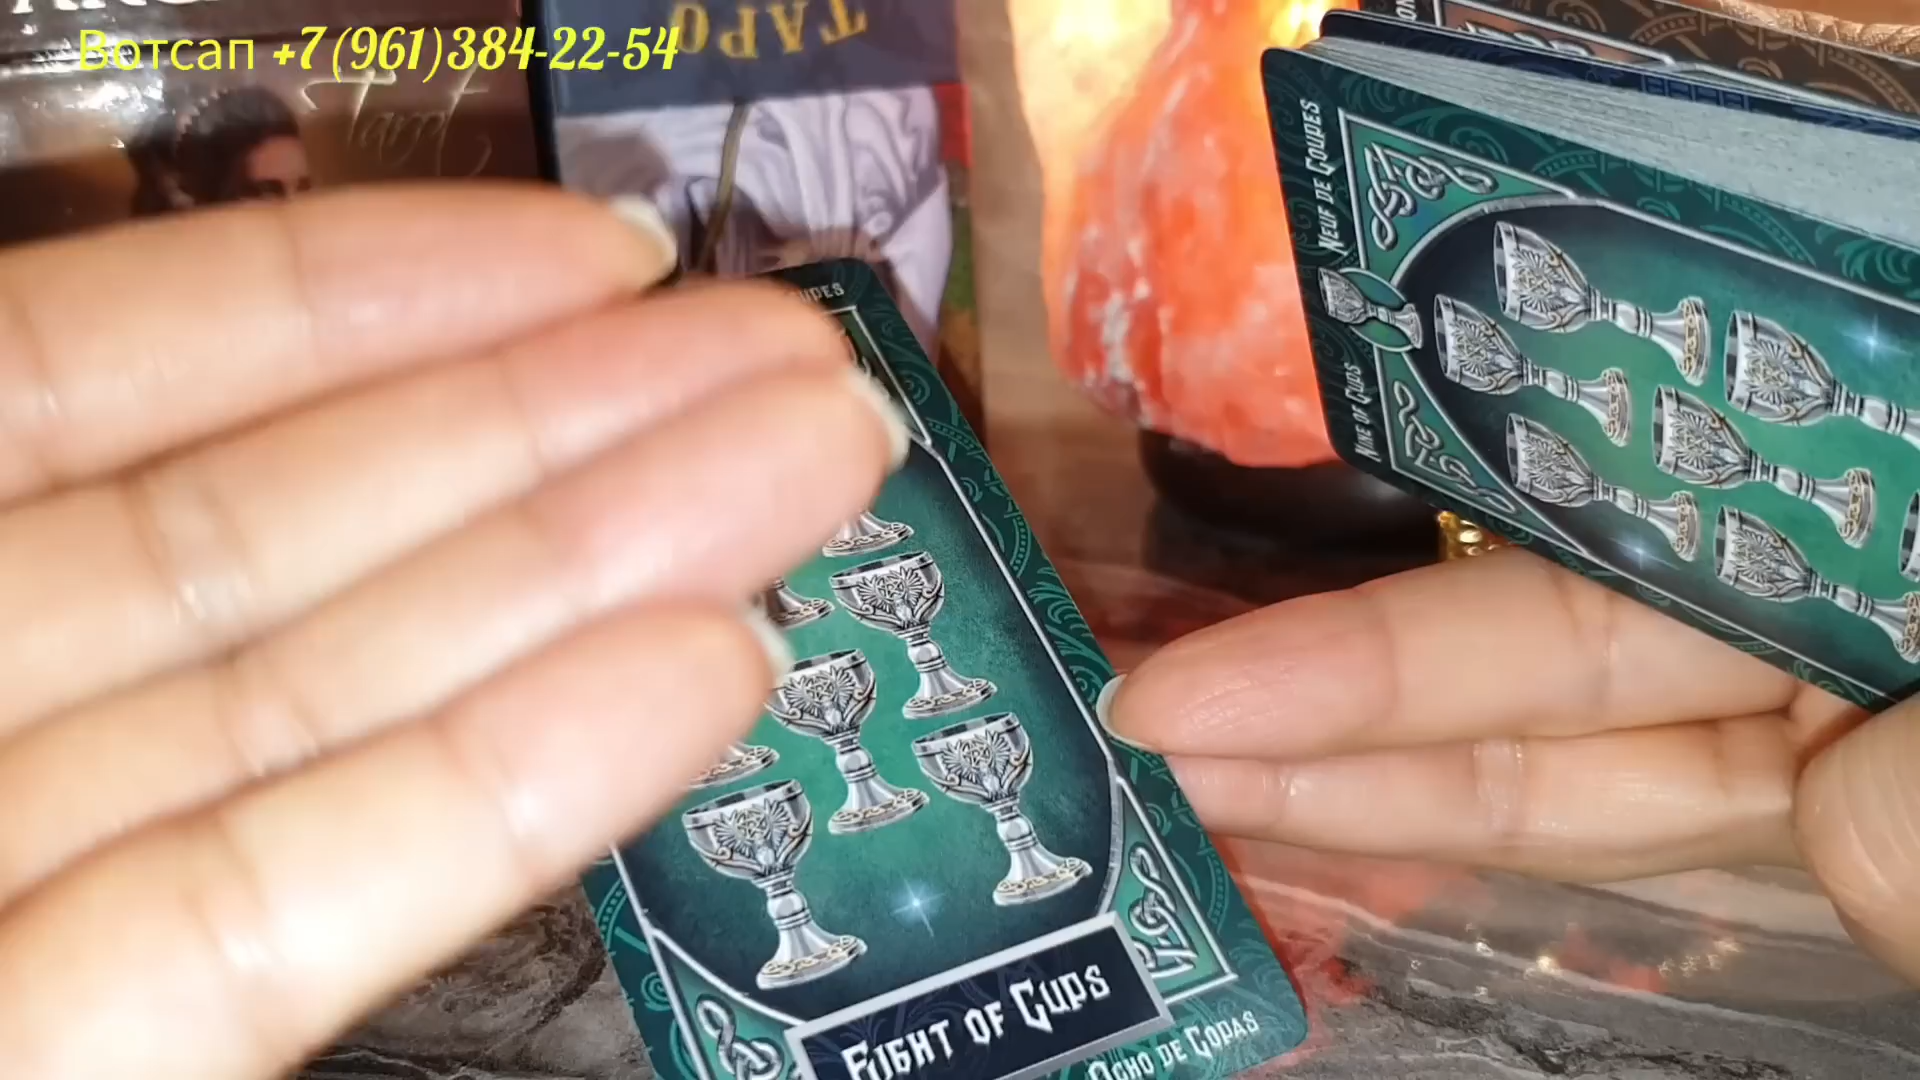 Вотсап +7(961)384-22-54
ТАРО
Tarot
Neuf de Coupes
Nine of Cups
Eight of Cups
Ocho de Copas